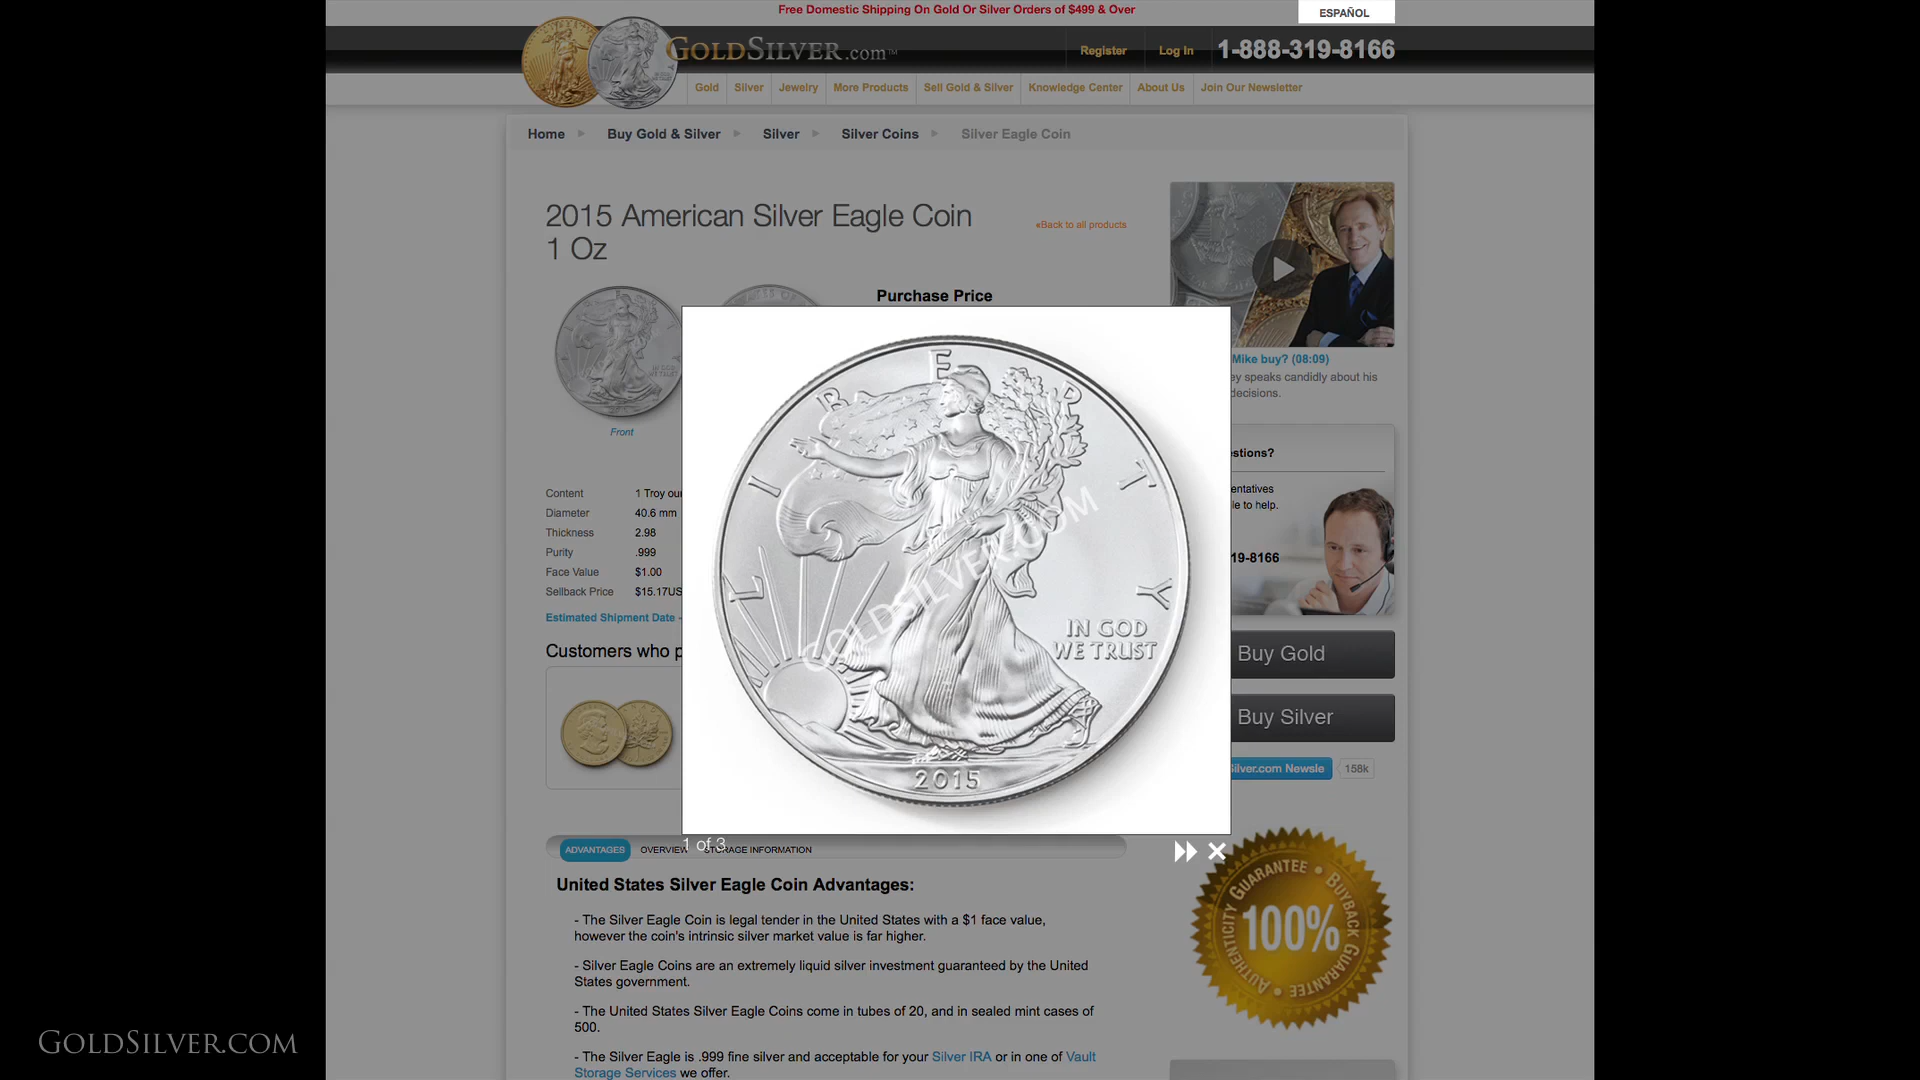 Free Domestic Shipping On Gold Or Silver Orders of $499 & Over
ESPAÑOL
GOLDSILVER.com™
Register
Log In
1-888-319-8166
Gold
Silver
Jewelry
More Products
Sell Gold & Silver
Knowledge Center
About Us
Join Our Newsletter
Home
Buy Gold & Silver
Silver
Silver Coins
Silver Eagle Coin
2015 American Silver Eagle Coin
1 Oz
Back to all products
Purchase Price
Front
Content 1 Troy
Diameter 40.6 mm
Thickness 2.98
Purity .999
Face Value $1.00
Sellback Price $15.17US
Estimated Shipment Date -
Customers who
LIBERTY
IN GOD
WE TRUST
2015
GOLDSILVER.COM
1 of 3
Mike buy? (08:09)
speaks candidly about his
decisions.
le to help.
19-8166
Buy Gold
Buy Silver
158k
ADVANTAGES
OVERVIEW
STORAGE INFORMATION
United States Silver Eagle Coin Advantages:
- The Silver Eagle Coin is legal tender in the United States with a $1 face value,
however the coin's intrinsic silver market value is far higher.
- Silver Eagle Coins are an extremely liquid silver investment guaranteed by the United
States government.
- The United States Silver Eagle Coins come in tubes of 20, and in sealed mint cases of
500.
- The Silver Eagle is .999 fine silver and acceptable for your Silver IRA or in one of Vault
Storage Services we offer.
AUTHENTICITY GUARANTEE • BUYBACK GUARANTEE •
100%
GOLDSILVER.COM